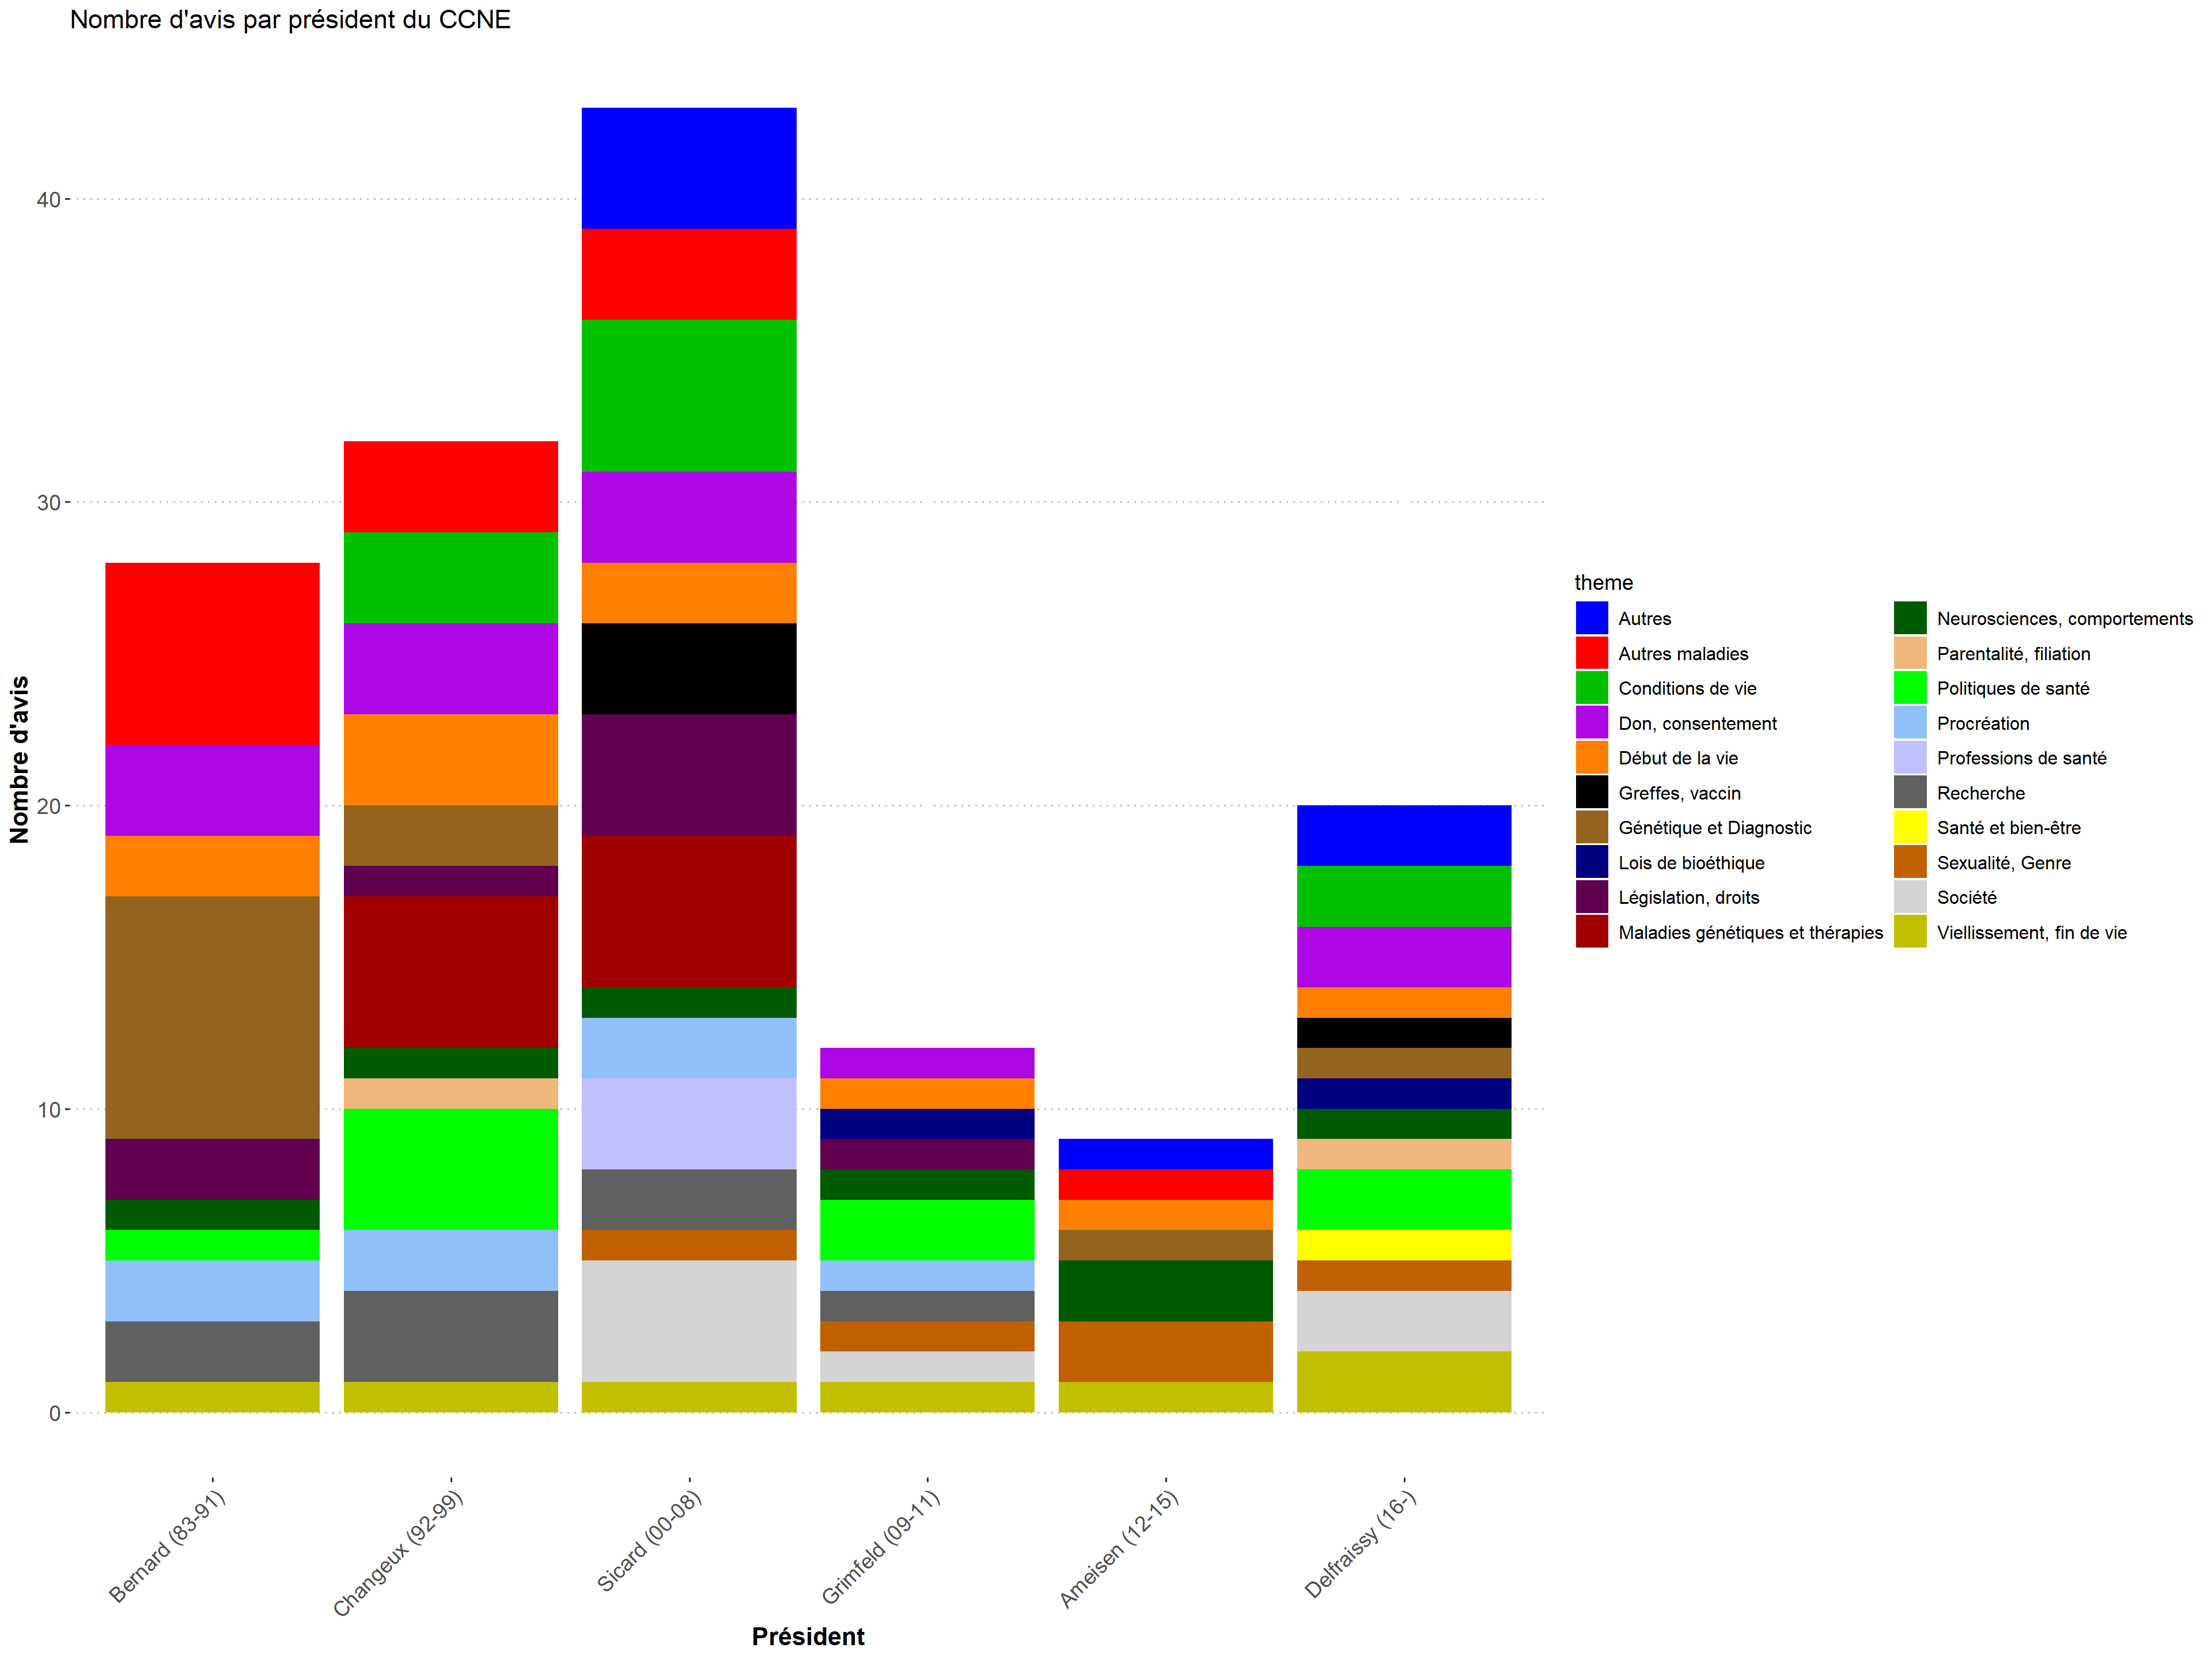 Nombre d'avis par président du CCNE
40
30
20
10
0
Nombre d'avis
Bernard (83-91)
Changeux (92-99)
Sicard (00-08)
Grimfeld (09-11)
Ameisen (12-15)
Delfraissy (16-)
Président
theme
Autres
Autres maladies
Conditions de vie
Don, consentement
Début de la vie
Greffes, vaccin
Génétique et Diagnostic
Lois de bioéthique
Législation, droits
Maladies génétiques et thérapies
Neurosciences, comportements
Parentalité, filiation
Politiques de santé
Procréation
Professions de santé
Recherche
Santé et bien-être
Sexualité, Genre
Société
Viellissement, fin de vie